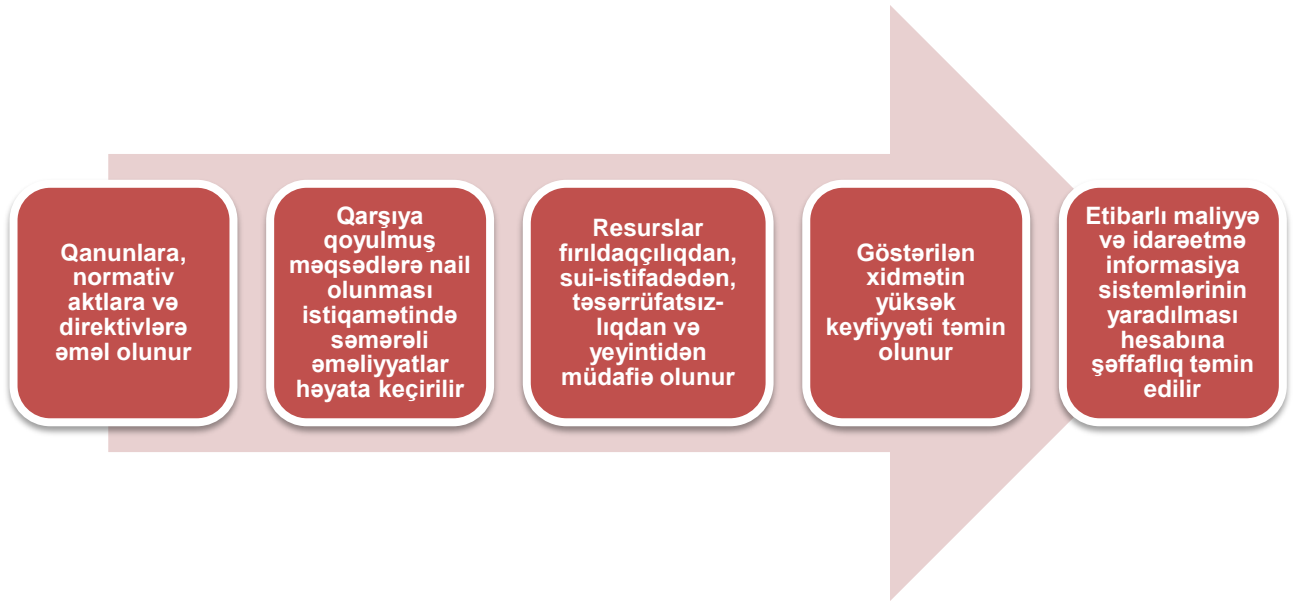 Qanunlara,
normativ
aktlara və
direktivlərə
əməl olunur
Qarşıya
qoyulmuş
məqsədlərə nail
olunması
istiqamətində
səmərəli
əməliyyatlar
həyata keçirilir
Resurslar
fırıldaqçılıqdan,
sui-istifadədən,
təsərrüfatsız-
lıqdan və
yeyintidən
müdafiə olunur
Göstərilən
xidmətin
yüksək
keyfiyyəti təmin
olunur
Etibarlı maliyyə
və idarəetmə
informasiya
sistemlərinin
yaradılması
hesabına
şəffaflıq təmin
edilir